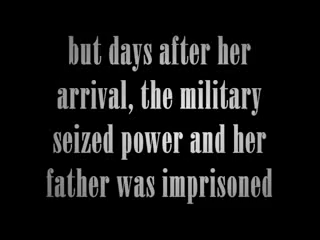 but days after her
arrival, the military
seized power and her
father was imprisoned